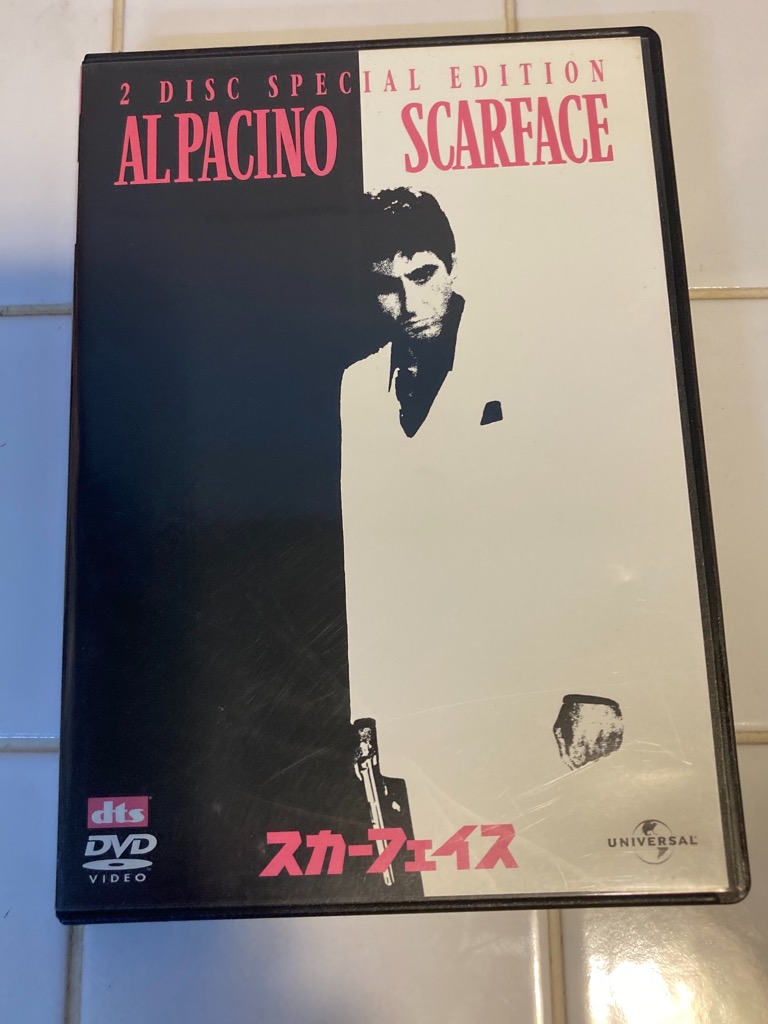 2 DISC SPECIAL EDITION
AL PACINO SCARFACE
dts
DVD
VIDEO
スカーフェイス
UNIVERSAL